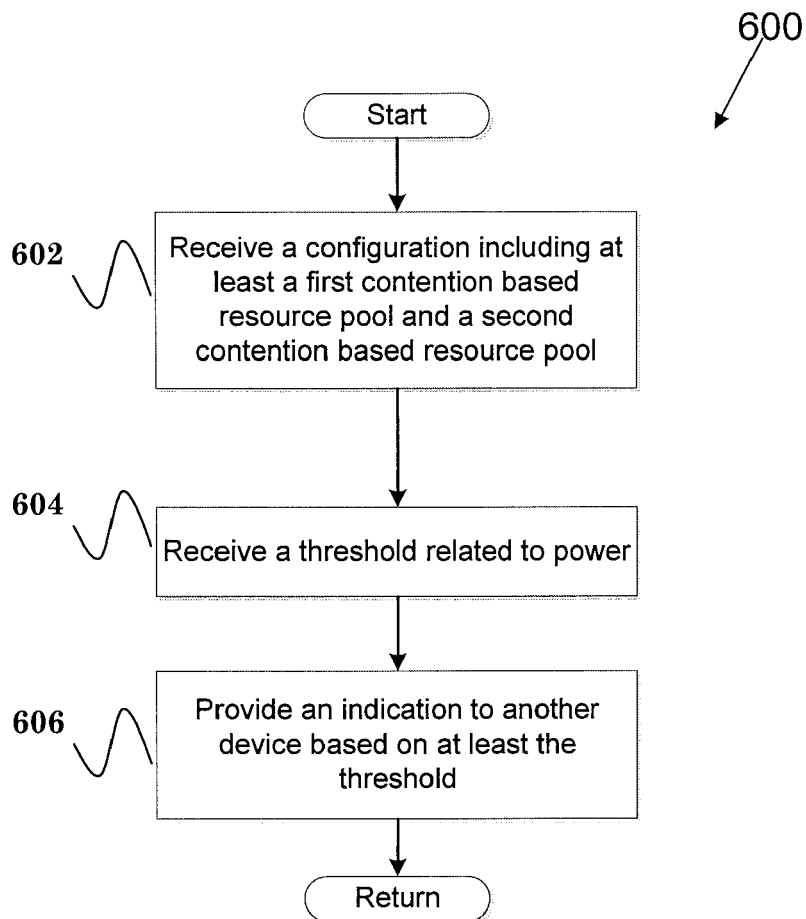 600
Start
602
Receive a configuration including at
least a first contention based
resource pool and a second
contention based resource pool
604
Receive a threshold related to power
606
Provide an indication to another
device based on at least the
threshold
Return